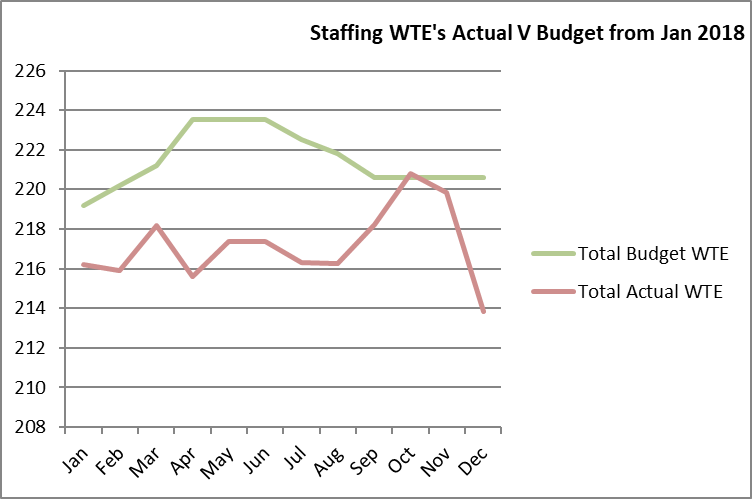 Staffing WTE's Actual V Budget from Jan 2018
226
224
222
220
218
216
214
212
210
208
Jan Feb Mar Apr May Jun Jul Aug Sep Oct Nov Dec
Total Budget WTE
Total Actual WTE